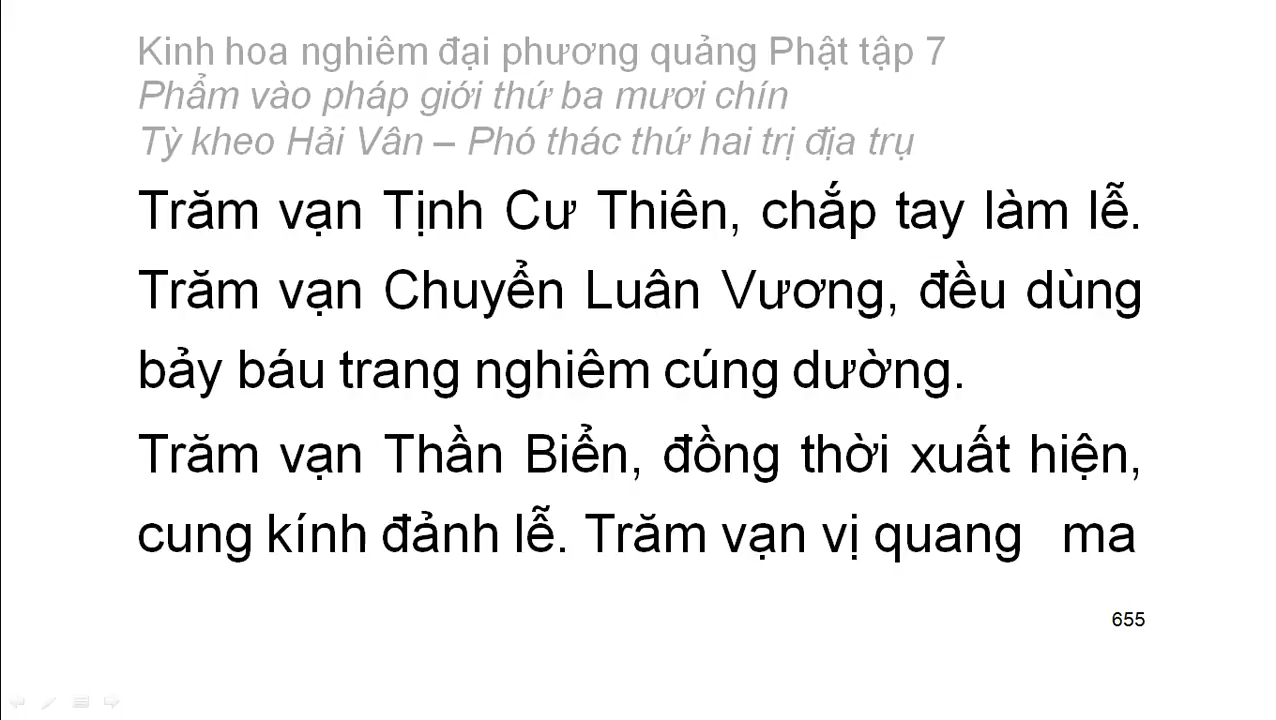 Kinh hoa nghiêm đại phương quảng Phật tập 7
Phẩm vào pháp giới thứ ba mươi chín
Tỳ kheo Hải Vân – Phó thác thứ hai trị địa trụ
Trăm vạn Tịnh Cư Thiên, chắp tay làm lễ.
Trăm vạn Chuyển Luân Vương, đều dùng
bảy báu trang nghiêm cúng dường.
Trăm vạn Thần Biển, đồng thời xuất hiện,
cung kính đảnh lễ. Trăm vạn vị quang ma
655